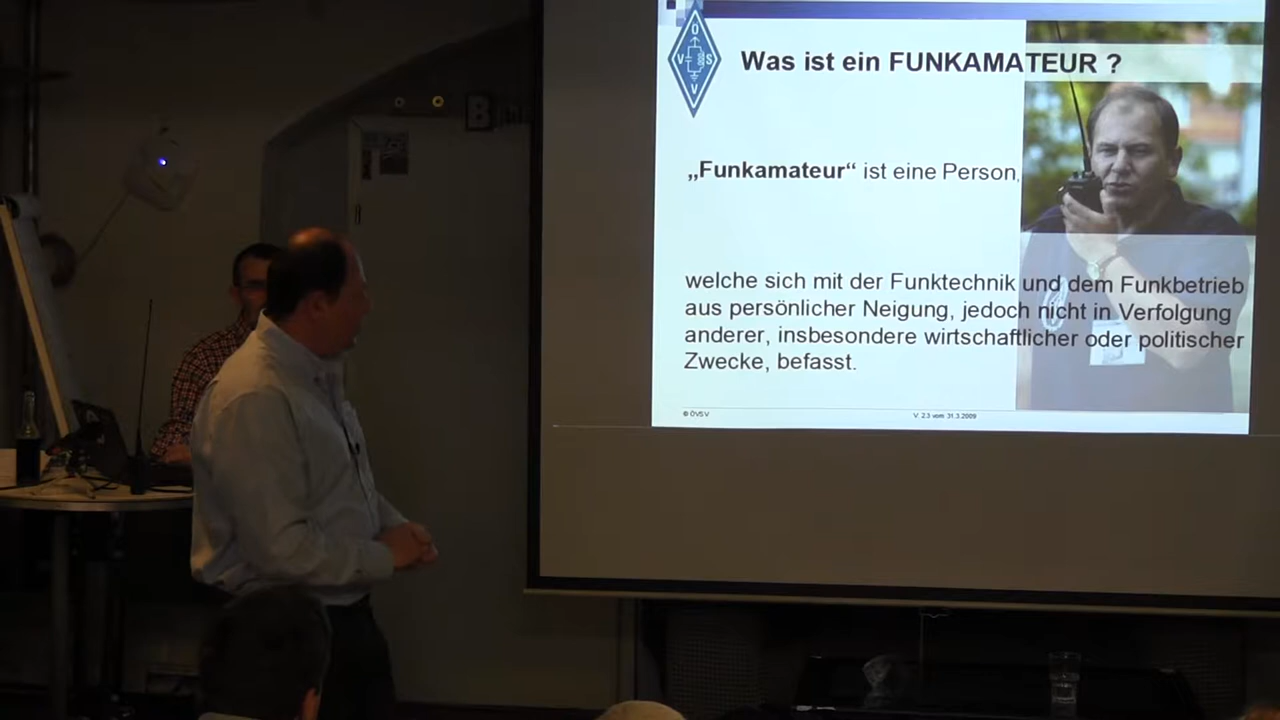 Ö
V S
V
Was ist ein FUNKAMATEUR ?
„Funkamateur“ ist eine Person,
welche sich mit der Funktechnik und dem Funkbetrieb
aus persönlicher Neigung, jedoch nicht in Verfolgung
anderer, insbesondere wirtschaftlicher oder politischer
Zwecke, befasst.
© ÖVSV
V. 2.3 vom 31.3.2009
B